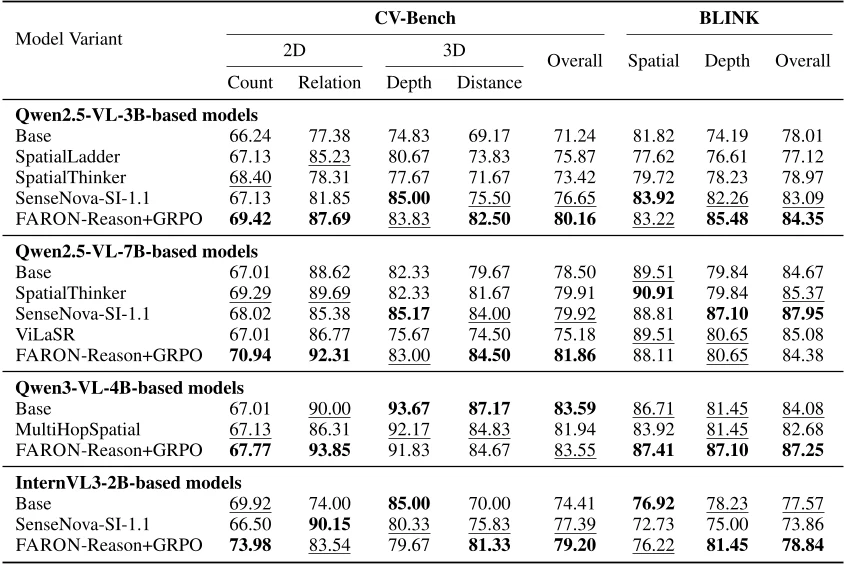 Model Variant CV-Bench BLINK
2D 3D Overall Spatial Depth Overall
Count Relation Depth Distance
Qwen2.5-VL-3B-based models
Base 66.24 77.38 74.83 69.17 71.24 81.82 74.19 78.01
SpatialLadder 67.13 85.23 80.67 73.83 75.87 77.62 76.61 77.12
SpatialThinker 68.40 78.31 77.67 71.67 73.42 79.72 78.23 78.97
SenseNova-SI-1.1 67.13 81.85 85.00 75.50 76.65 83.92 82.26 83.09
FARON-Reason+GRPO 69.42 87.69 83.83 82.50 80.16 83.22 85.48 84.35
Qwen2.5-VL-7B-based models
Base 67.01 88.62 82.33 79.67 78.50 89.51 79.84 84.67
SpatialThinker 69.29 89.69 82.33 81.67 79.91 90.91 79.84 85.37
SenseNova-SI-1.1 68.02 85.38 85.17 84.00 79.92 88.81 87.10 87.95
ViLaSR 67.01 86.77 75.67 74.50 75.18 89.51 80.65 85.08
FARON-Reason+GRPO 70.94 92.31 83.00 84.50 81.86 88.11 80.65 84.38
Qwen3-VL-4B-based models
Base 67.01 90.00 93.67 87.17 83.59 86.71 81.45 84.08
MultiHopSpatial 67.13 86.31 92.17 84.83 81.94 83.92 81.45 82.68
FARON-Reason+GRPO 67.77 93.85 91.83 84.67 83.55 87.41 87.10 87.25
InternVL3-2B-based models
Base 69.92 74.00 85.00 70.00 74.41 76.92 78.23 77.57
SenseNova-SI-1.1 66.50 90.15 80.33 75.83 77.39 72.73 75.00 73.86
FARON-Reason+GRPO 73.98 83.54 79.67 81.33 79.20 76.22 81.45 78.84